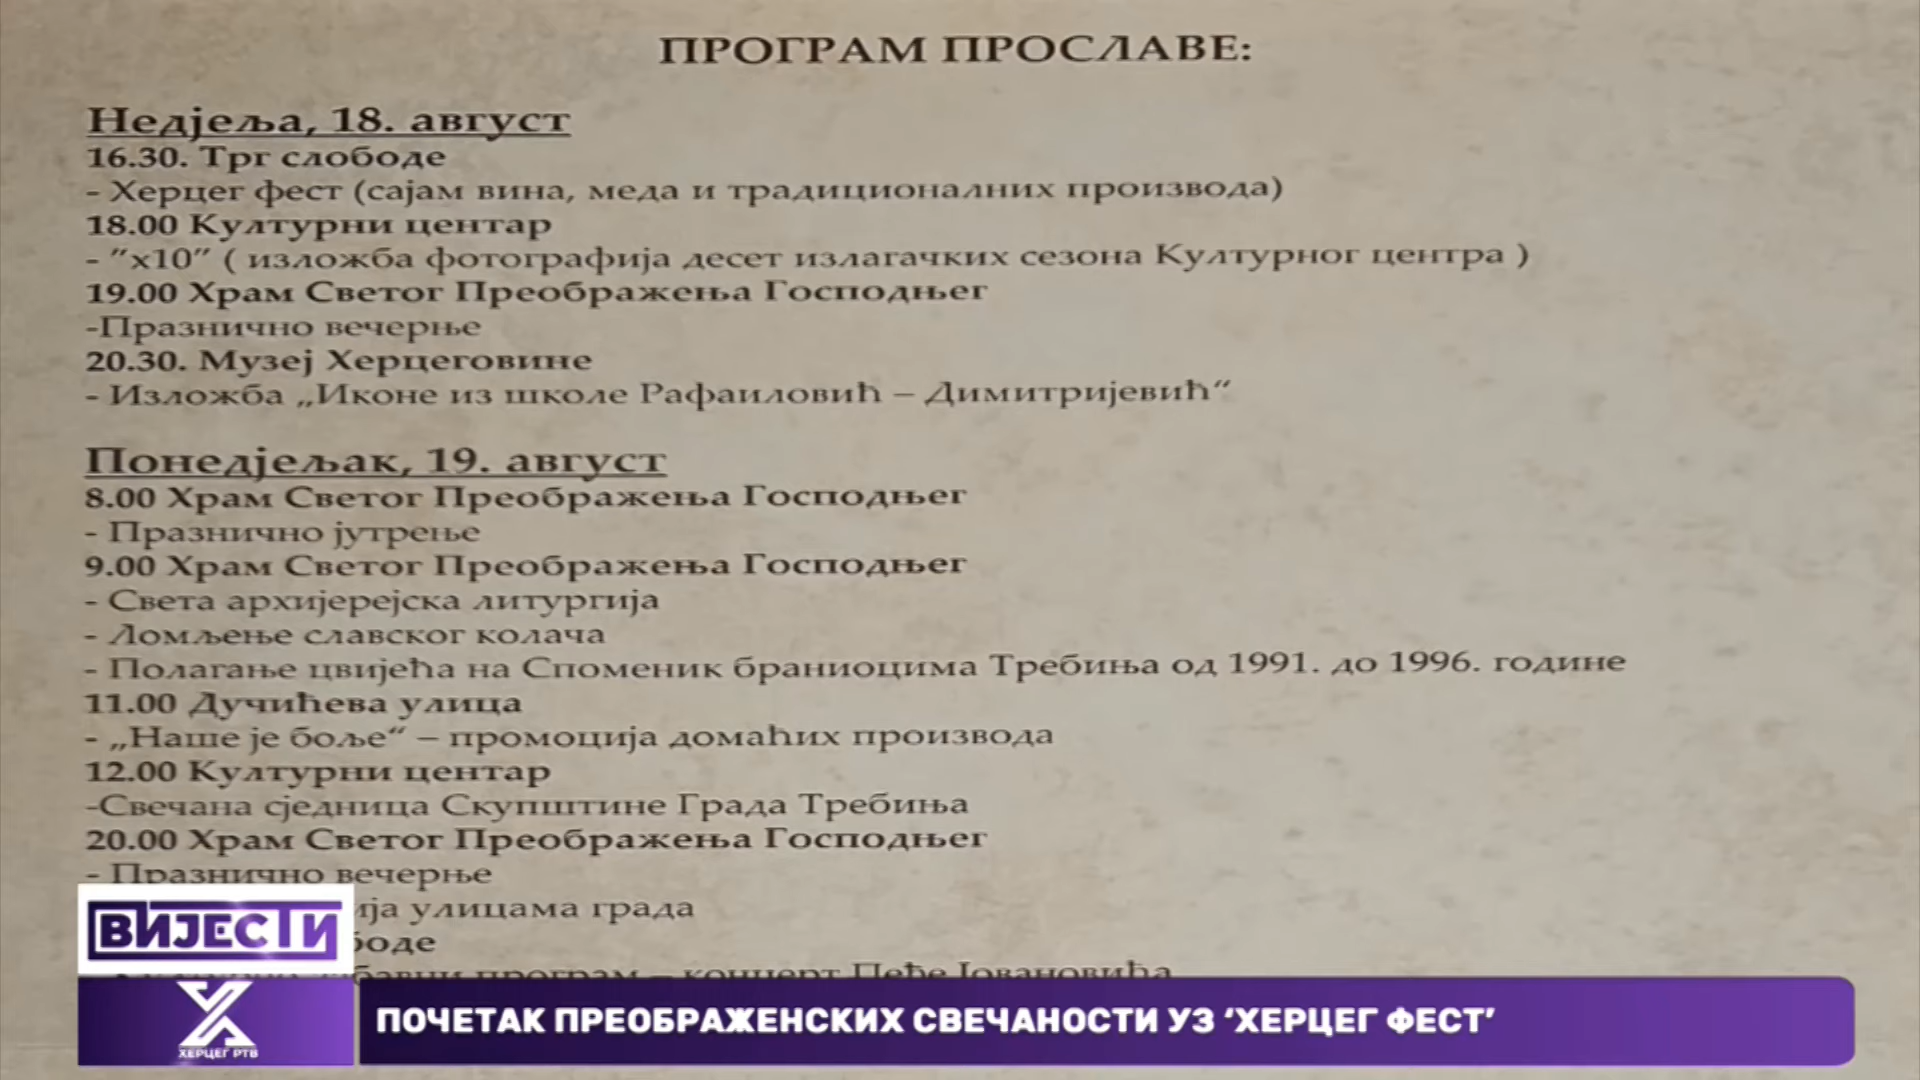 ПРОГРАМ ПРОСЛАВЕ:
Недјеља, 18. август
16.30. Трг слободе
- Херцег фест (сајам вина, меда и традиционалних производа)
18.00 Културни центар
- ”х10” ( изложба фотографија десет излагачких сезона Културног центра )
19.00 Храм Светог Преображења Господњег
-Празнично вечерње
20.30. Музеј Херцеговине
- Изложба „Иконе из школе Рафаиловић – Димитријевић“
Понедјељак, 19. август
8.00 Храм Светог Преображења Господњег
- Празнично јутрење
9.00 Храм Светог Преображења Господњег
- Света архијерејска литургија
- Ломљење славског колача
- Полагање цвијећа на Споменик браниоцима Требиња од 1991. до 1996. године
11.00 Дучићева улица
- „Наше је боље“ – промоција домаћих производа
12.00 Културни центар
-Свечана сједница Скупштине Града Требиња
20.00 Храм Светог Преображења Господњег
- Празнично вечерње
улицама града
програм – концерт Пеђе Јовановића
ВИЈЕСТИ
ХЕРЦЕГ РТВ
ПОЧЕТАК ПРЕОБРАЖЕНСКИХ СВЕЧАНОСТИ УЗ ‘ХЕРЦЕГ ФЕСТ’